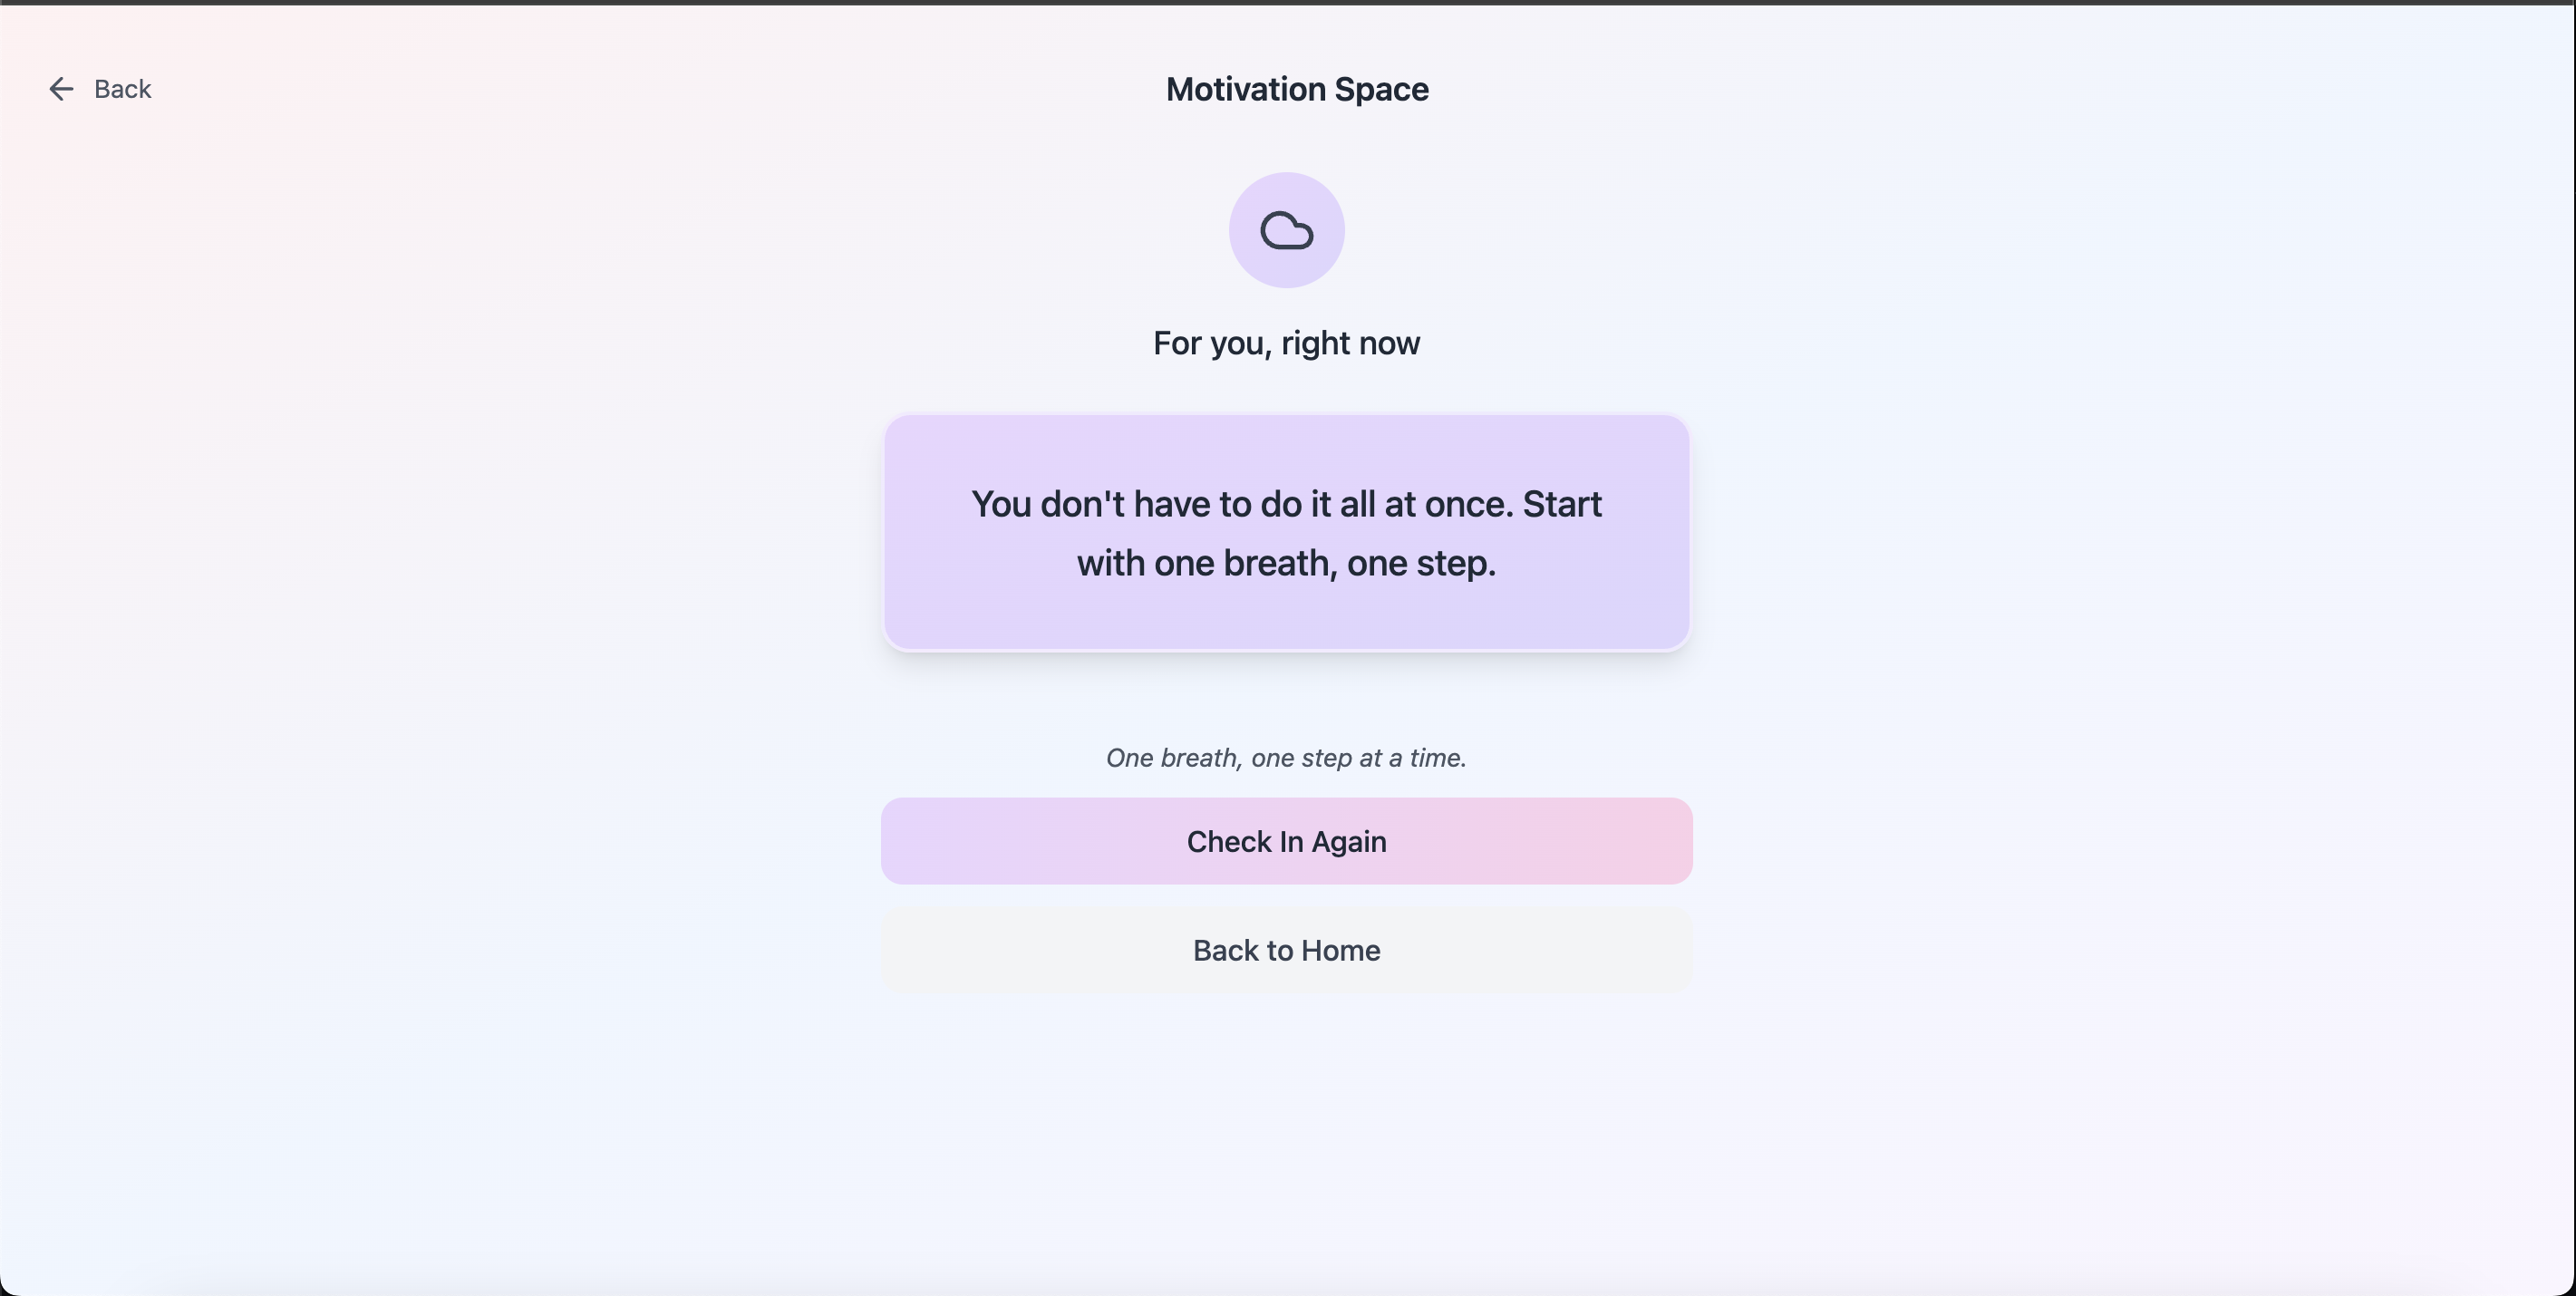 Back
Motivation Space
For you, right now
You don't have to do it all at once. Start
with one breath, one step.
One breath, one step at a time.
Check In Again
Back to Home